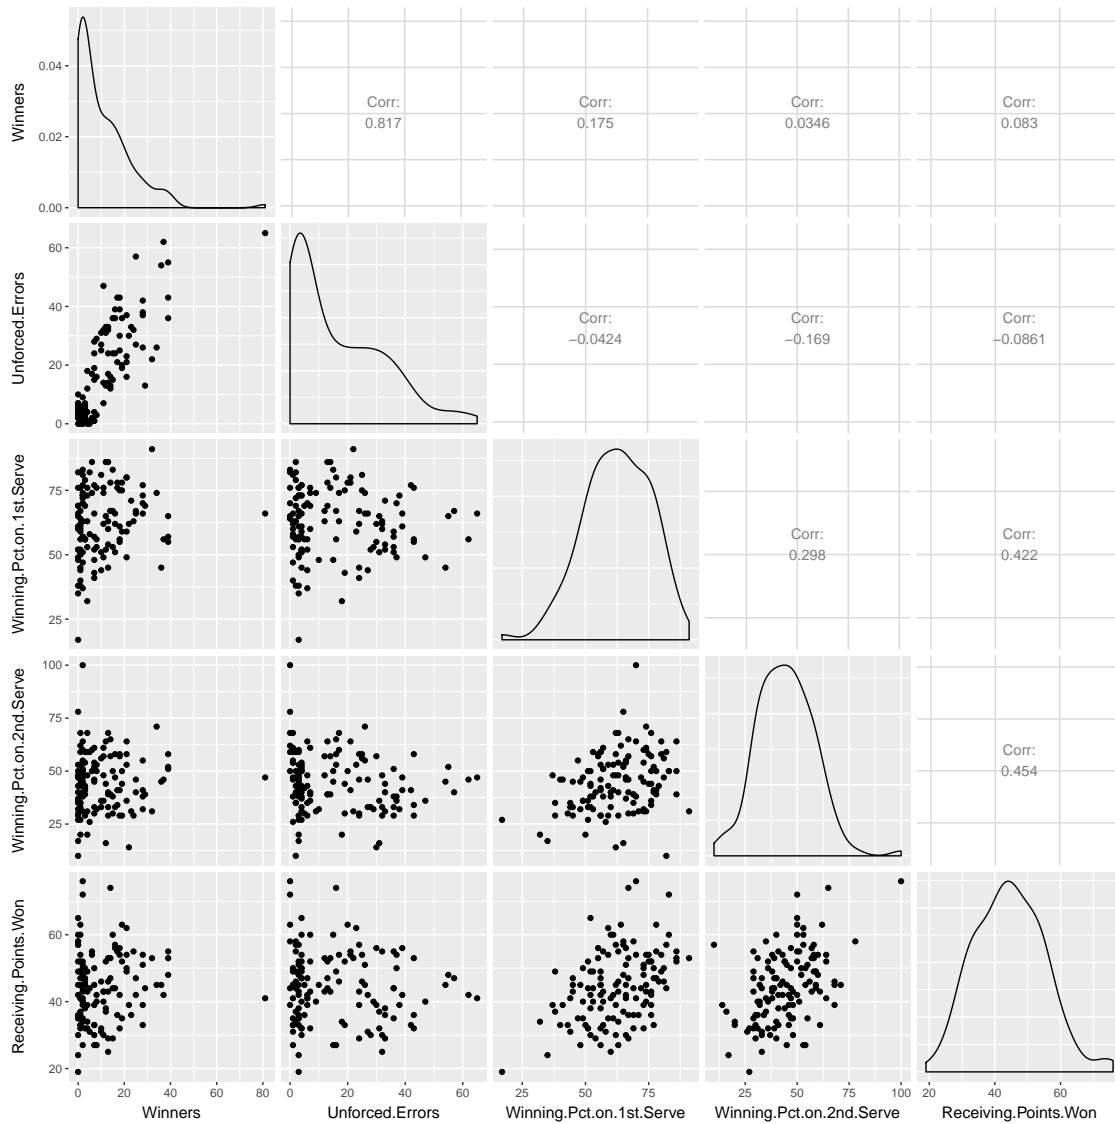 Winners
0.04
0.02
0.00
Corr:
0.817
Corr:
0.175
Corr:
0.0346
Corr:
0.083
Unforced.Errors
60
40
20
0
Corr:
−0.0424
Corr:
−0.169
Corr:
−0.0861
Winning.Pct.on.1st.Serve
75
50
25
Corr:
0.298
Corr:
0.422
Winning.Pct.on.2nd.Serve
100
75
50
25
Corr:
0.454
Receiving.Points.Won
60
40
20
0 20 40 60 80
0 20 40 60
25 50 75
25 50 75 100
20 40 60
Winners
Unforced.Errors
Winning.Pct.on.1st.Serve
Winning.Pct.on.2nd.Serve
Receiving.Points.Won